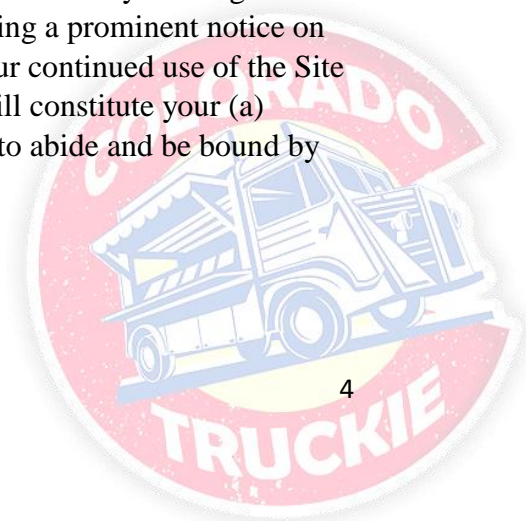 ing a prominent notice on
ur continued use of the Site
ill constitute your (a)
to abide and be bound by
COLORADO
4
TRUCKIE